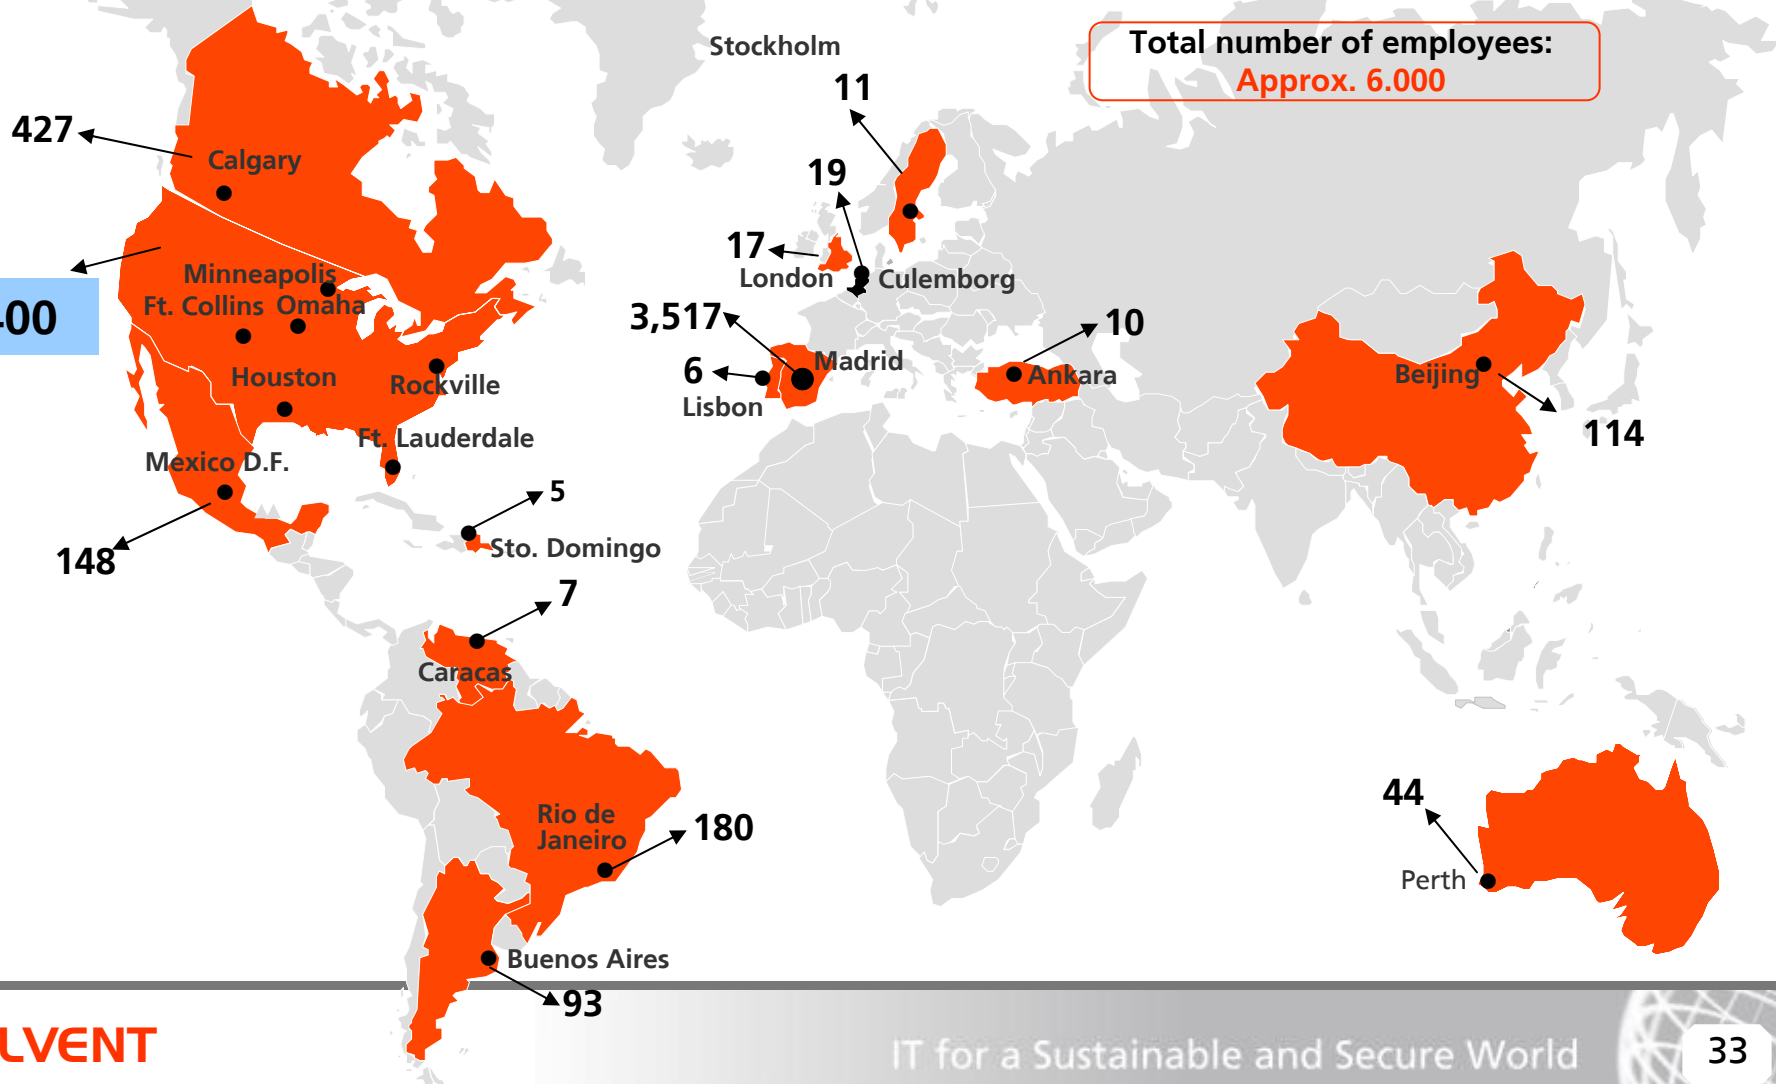 Stockholm
Total number of employees:
Approx. 6.000
11
427
Calgary
19
17
London
Culemborg
Minneapolis
Ft. Collins
Omaha
00
3,517
10
Madrid
6
Ankara
Lisbon
Houston
Rockville
Beijing
114
Ft. Lauderdale
Mexico D.F.
5
148
Sto. Domingo
7
Caracas
44
Rio de
Janeiro
180
Perth
Buenos Aires
93
LVENT
IT for a Sustainable and Secure World
33